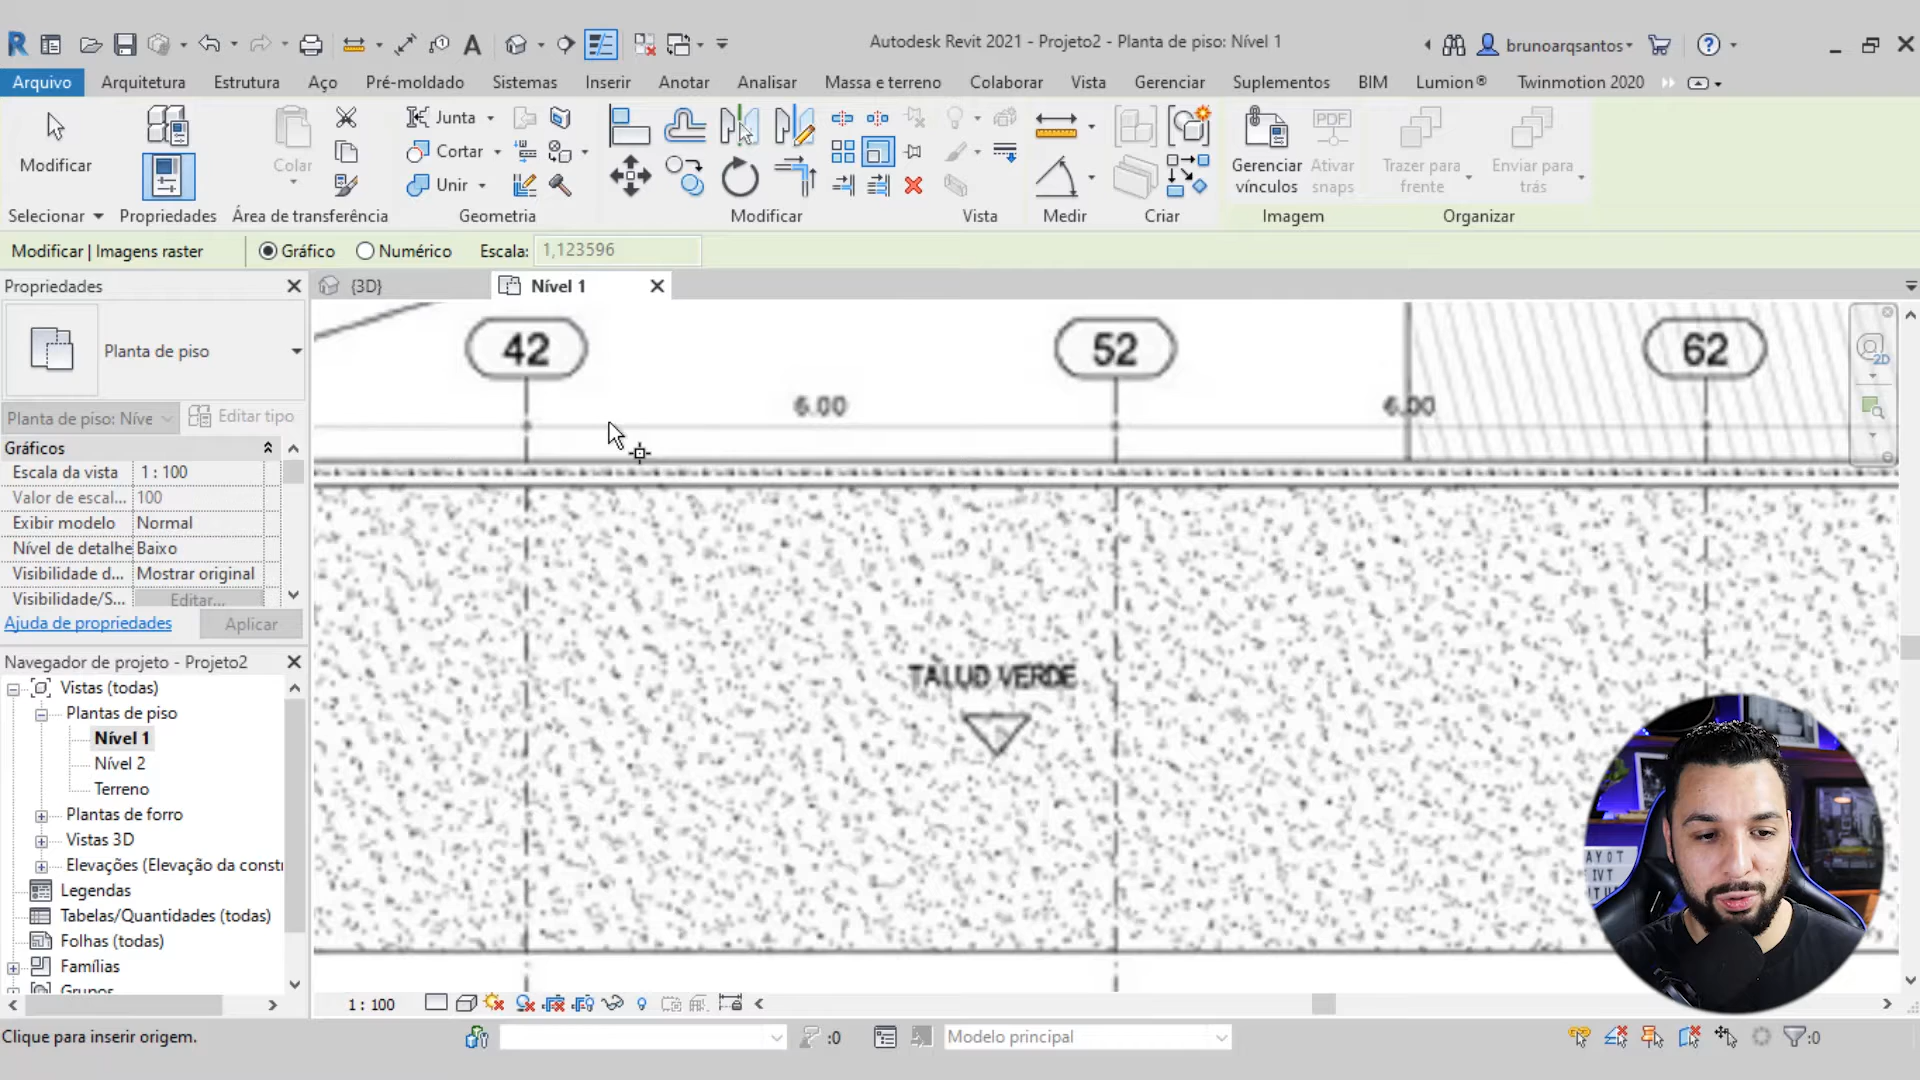 Autodesk Revit 2021 - Projeto2 - Planta de piso: Nível 1
brunoarqsantos
Arquivo Arquitetura Estrutura Aço Pré-moldado Sistemas Inserir Anotar Analisar Massa e terreno Colaborar Vista Gerenciar Suplementos BIM Lumion® Twinmotion 2020
Modificar
Colar
Junta
Cortar
Unir
Gerenciar vínculos
PDF
Ativar snaps
Trazer para frente
Enviar para trás
Selecionar Propriedades Área de transferência Geometria Modificar Vista Medir Criar Imagem Organizar
Modificar | Imagens raster Gráfico Numérico Escala: 1,123596
Propriedades
{3D} Nível 1
Planta de piso
Planta de piso: Níve Editar tipo
Gráficos
Escala da vista 1 : 100
Valor de escal... 100
Exibir modelo Normal
Nível de detalhe Baixo
Visibilidade d... Mostrar original
Visibilidade/S... Editar...
Ajuda de propriedades Aplicar
Navegador de projeto - Projeto2
Vistas (todas)
Plantas de piso
Nível 1
Nível 2
Terreno
Plantas de forro
Vistas 3D
Elevações (Elevação da constr
Legendas
Tabelas/Quantidades (todas)
Folhas (todas)
Famílias
Grupos
42 52 62
6.00 6.00
TALUD VERDE
2D
1 : 100
Clique para inserir origem.
:0
Modelo principal
:0